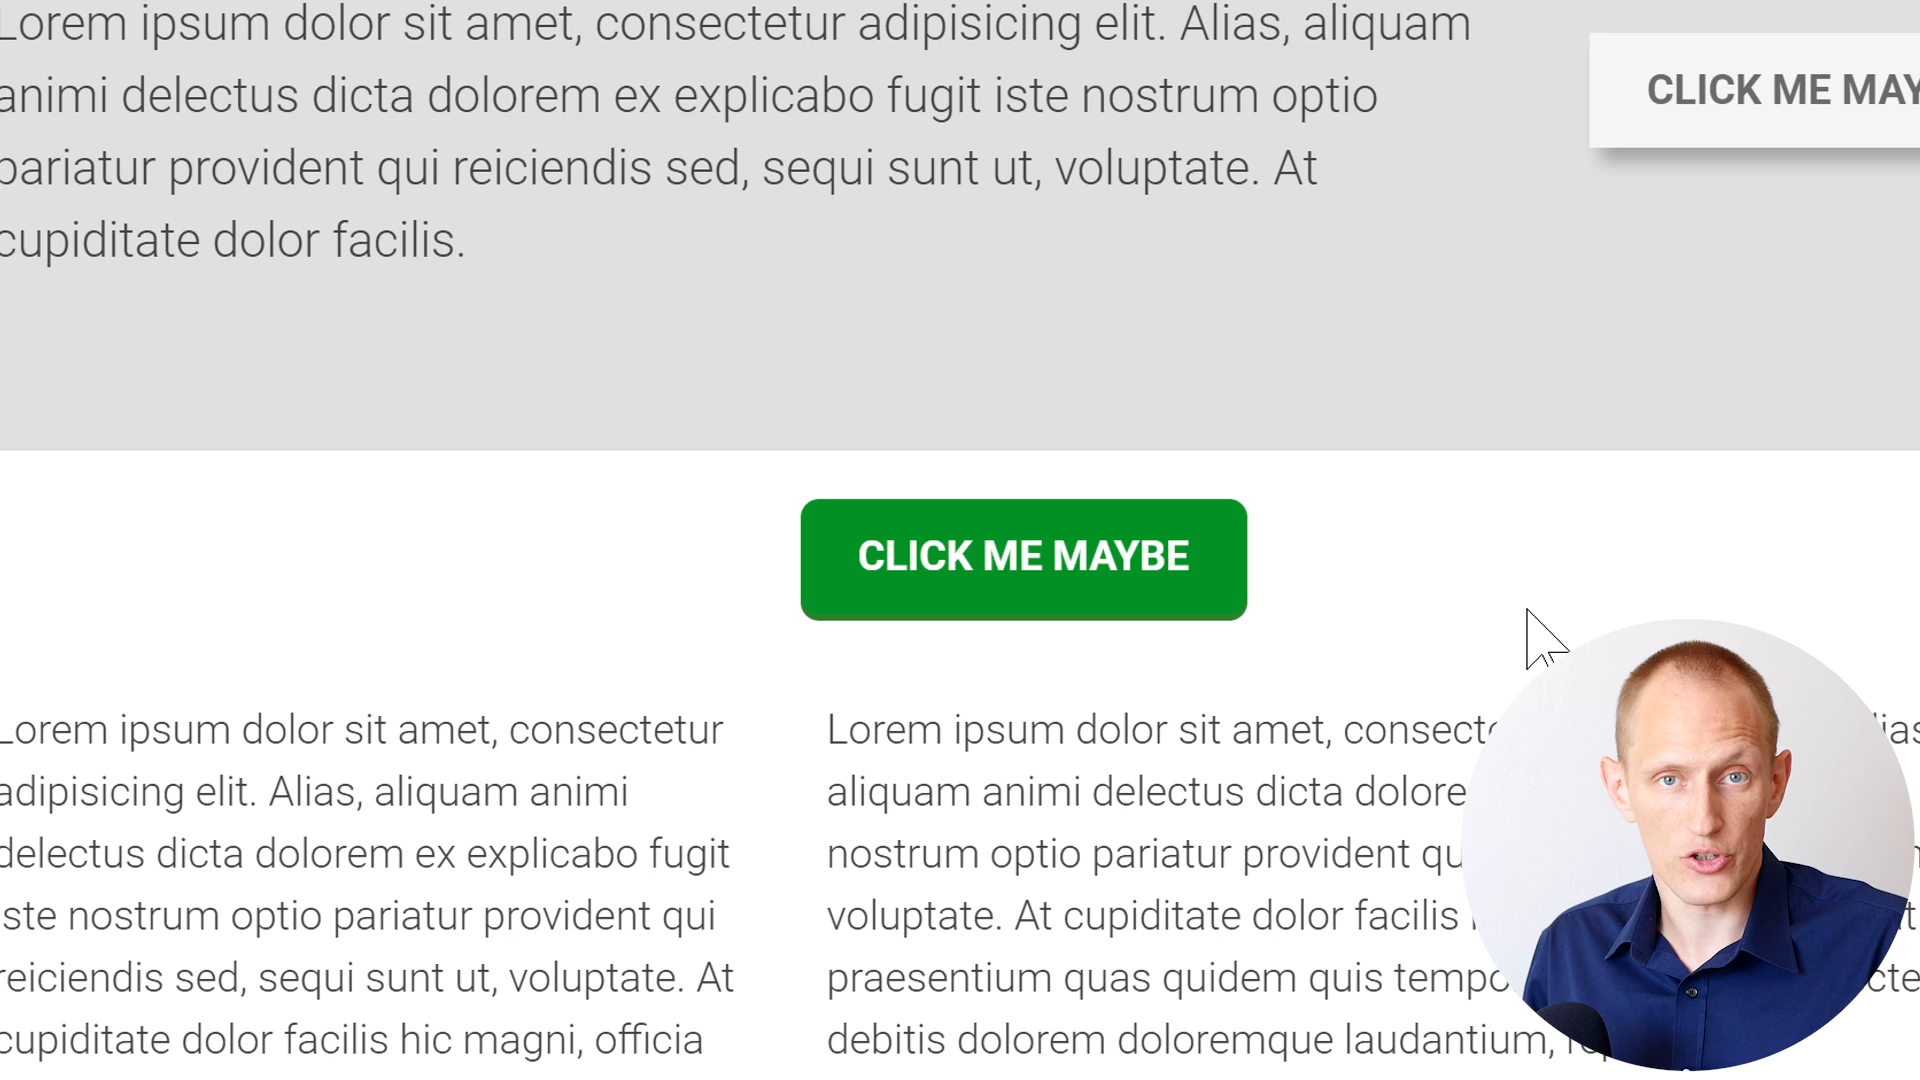 Lorem ipsum dolor sit amet, consectetur adipisicing elit. Alias, aliquam
animi delectus dicta dolorem ex explicabo fugit iste nostrum optio
pariatur provident qui reiciendis sed, sequi sunt ut, voluptate. At
cupiditate dolor facilis.
CLICK ME MAY
CLICK ME MAYBE
Lorem ipsum dolor sit amet, consectetur
adipisicing elit. Alias, aliquam animi
delectus dicta dolorem ex explicabo fugit
iste nostrum optio pariatur provident qui
reiciendis sed, sequi sunt ut, voluptate. At
cupiditate dolor facilis hic magni, officia
Lorem ipsum dolor sit amet,
aliquam animi delectus dicta
nostrum optio pariatur provident
voluptate. At cupiditate dolor facilis
praesentium quas quidem quis
debitis dolorem doloremque laudantium,